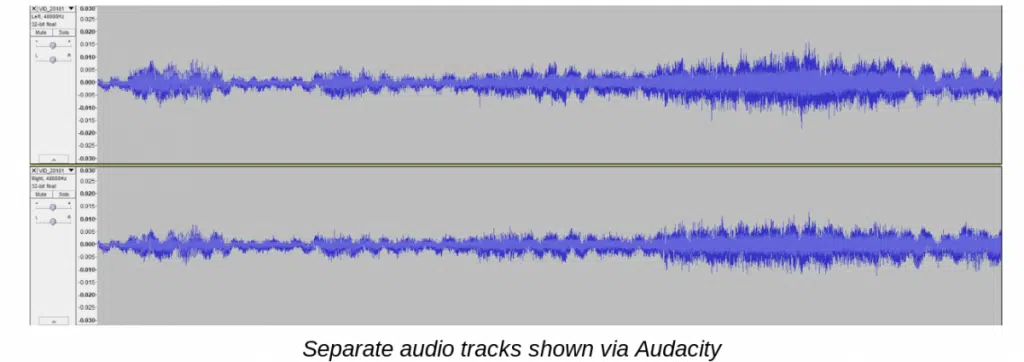 VID_20181
Left, 48000Hz
32-bit float
Mute Solo
- +
L R
0.030
0.025
0.020
0.015
0.010
0.005
0.000
-0.005
-0.010
-0.015
-0.020
-0.025
-0.030
VID_20181
Right, 48000Hz
32-bit float
Mute Solo
- +
L R
0.030
0.025
0.020
0.015
0.010
0.005
0.000
-0.005
-0.010
-0.015
-0.020
-0.025
-0.030
Separate audio tracks shown via Audacity